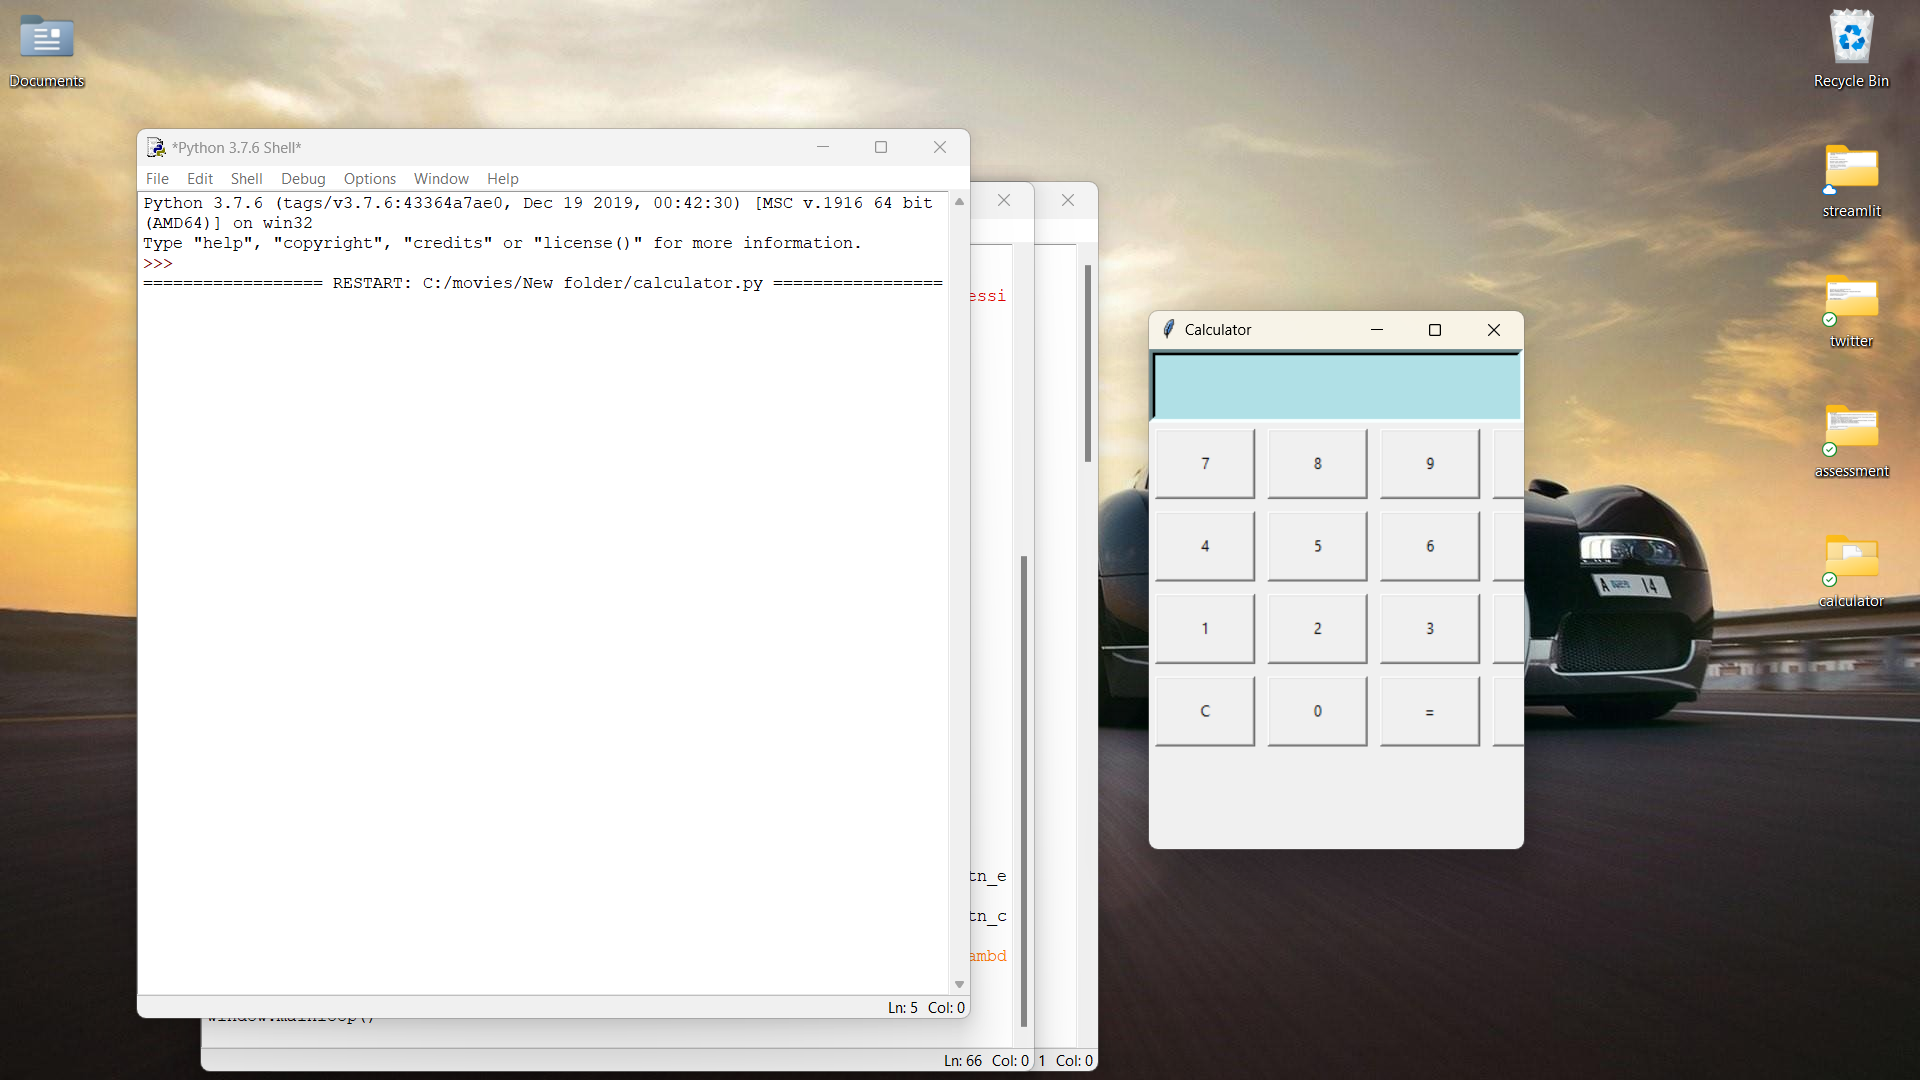 Documents
Recycle Bin
streamlit
twitter
assessment
calculator
*Python 3.7.6 Shell*
File Edit Shell Debug Options Window Help
Python 3.7.6 (tags/v3.7.6:43364a7ae0, Dec 19 2019, 00:42:30) [MSC v.1916 64 bit
(AMD64)] on win32
Type "help", "copyright", "credits" or "license()" for more information.
>>>
================== RESTART: C:/movies/New folder/calculator.py =================
Ln: 5 Col: 0
essi
tn_e
tn_c
ambd
window.mainloop()
Ln: 66 Col: 0
1 Col: 0
Calculator
7 8 9
4 5 6
1 2 3
C 0 =
A 14